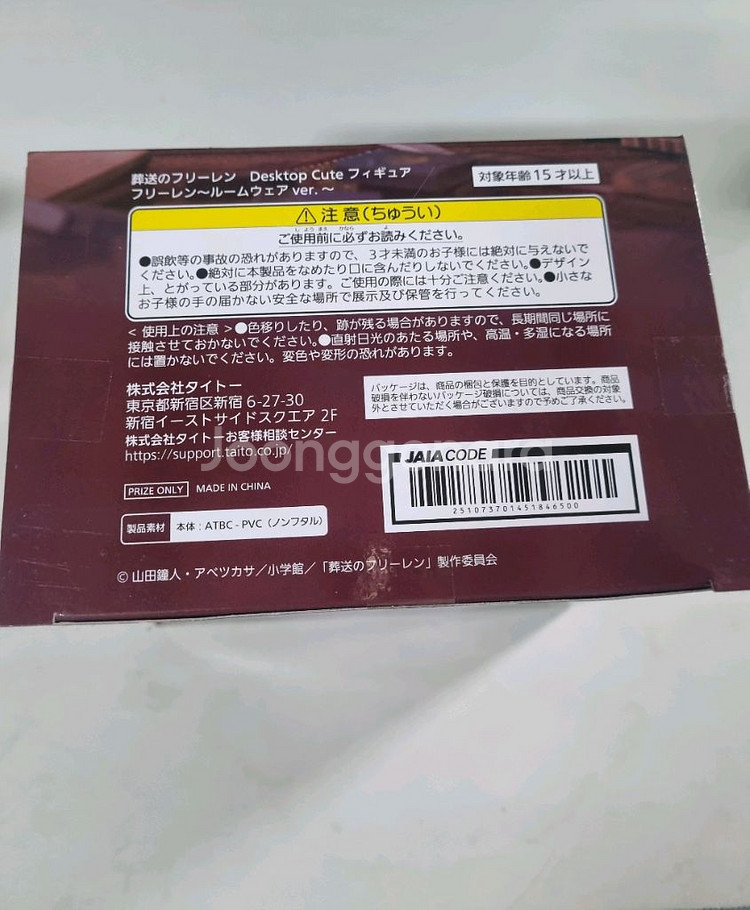 葬送のフリーレン Desktop Cute フィギュア
フリーレン～ルームウェア ver. ～
対象年齢15才以上
注意(ちゅうい)
ご使用前に必ずお読みください。
●誤飲等の事故の恐れがありますので、3才未満のお子様には絶対に与えないで
ください。●絶対に本製品をなめたり口に含んだりしないでください。●デザイン
上、とがっている部分があります。ご使用の際には十分ご注意ください。●小さな
お子様の手の届かない安全な場所で展示及び保管を行ってください。
< 使用上の注意 >●色移りしたり、跡が残る場合がありますので、長期間同じ場所に
接触させておかないでください。●直射日光のあたる場所や、高温・多湿になる場所
には置かないでください。変色や変形の恐れがあります。
株式会社タイトー
東京都新宿区新宿 6-27-30
新宿イーストサイドスクエア 2F
株式会社タイトーお客様相談センター
https://support.taito.co.jp/
パッケージは、商品の梱包と保護を目的としています。商品
破損を伴わないパッケージ破損については、商品交換の対象
外とさせていただく場合がございますので予めご了承ください。
Joonggonara
JAIA CODE
251073701451846500
PRIZE ONLY MADE IN CHINA
製品素材 本体：ATBC-PVC（ノンフタル）
© 山田鐘人・アベツカサ／小学館／「葬送のフリーレン」製作委員会